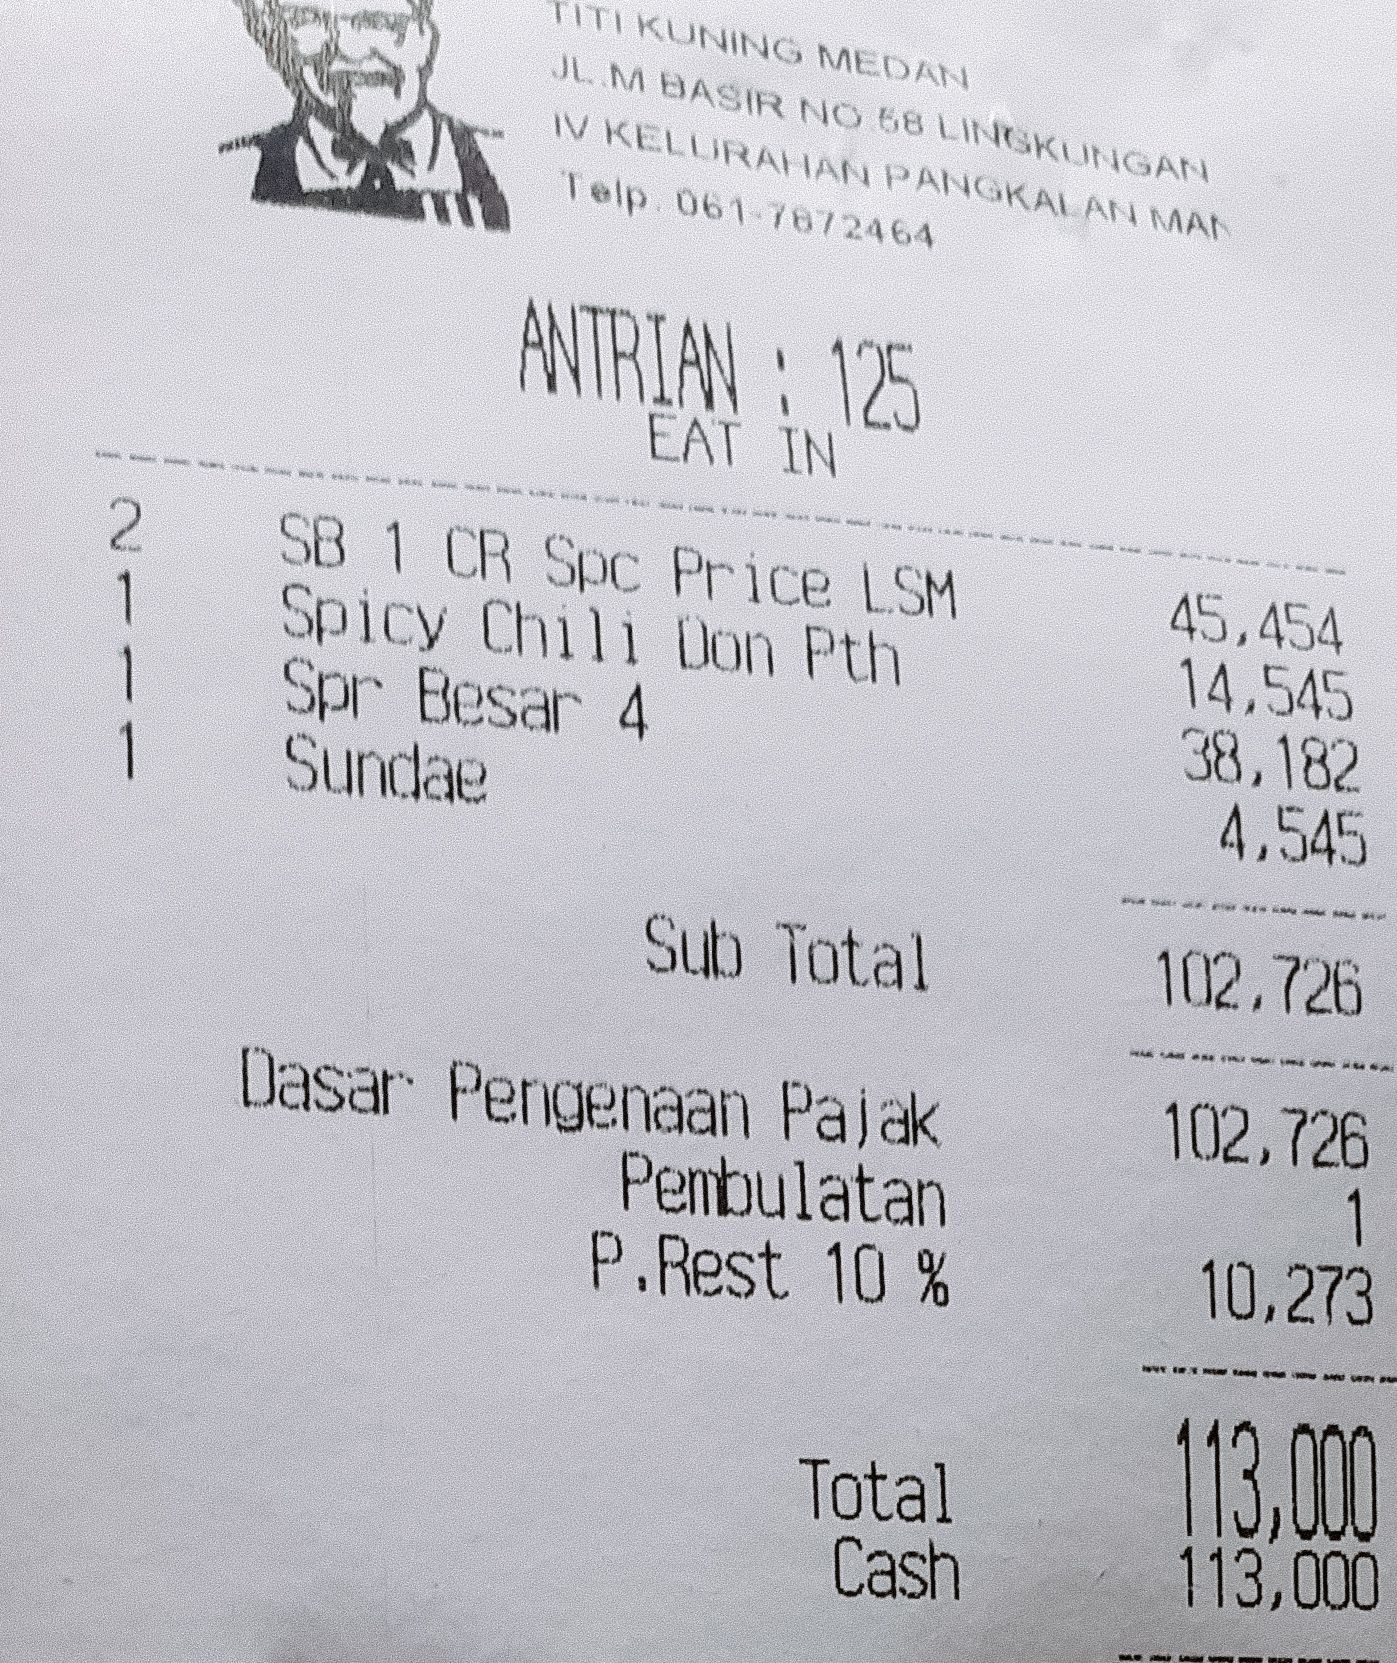 TITI KUNING MEDAN
JL.M BASIR NO.58 LINGKUNGAN
IV KELURAHAN PANGKALAN MAN
Telp. 061-7872464
ANTRIAN : 125
EAT IN
2 SB 1 CR Spc Price LSM 45,454
1 Spicy Chili Don Pth 14,545
1 Spr Besar 4 38,182
1 Sundae 4,545
Sub Total 102,726
Dasar Pengenaan Pajak 102,726
Pembulatan 1
P.Rest 10 % 10,273
Total 113,000
Cash 113,000